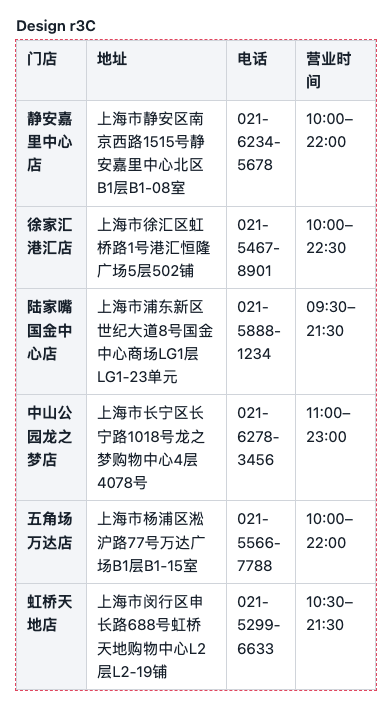 Design r3C
门店 地址 电话 营业时
间
静安嘉 上海市静安区南 021- 10:00–
里中心 京西路1515号静 6234- 22:00
店 安嘉里中心北区 5678
B1层B1-08室
徐家汇 上海市徐汇区虹 021- 10:00–
港汇店 桥路1号港汇恒隆 5467- 22:30
广场5层502铺 8901
陆家嘴 上海市浦东新区 021- 09:30–
国金中 世纪大道8号国金 5888- 21:30
心店 中心商场LG1层 1234
LG1-23单元
中山公 上海市长宁区长 021- 11:00–
园龙之 宁路1018号龙之 6278- 23:00
梦店 梦购物中心4层 3456
4078号
五角场 上海市杨浦区淞 021- 10:00–
万达店 沪路77号万达广 5566- 22:00
场B1层B1-15室 7788
虹桥天 上海市闵行区申 021- 10:30–
地店 长路688号虹桥 5299- 21:30
天地购物中心L2 6633
层L2-19铺